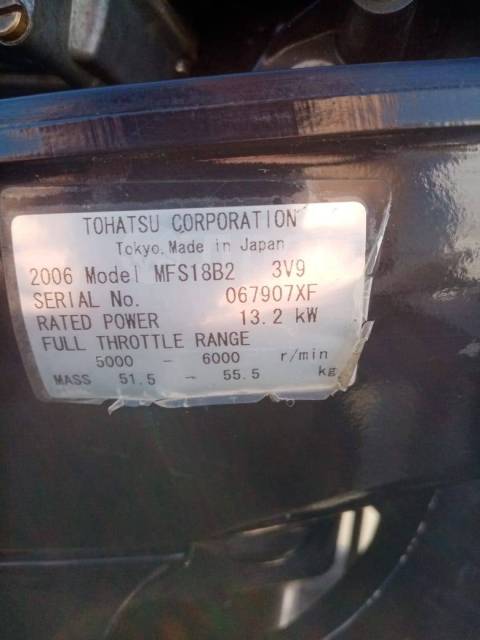 TOHATSU CORPORATION
Tokyo, Made in Japan
2006 Model MFS18B2 3V9
SERIAL No. 067907XF
RATED POWER 13.2 kW
FULL THROTTLE RANGE
5000 - 6000 r/min
MASS 51.5 - 55.5 kg